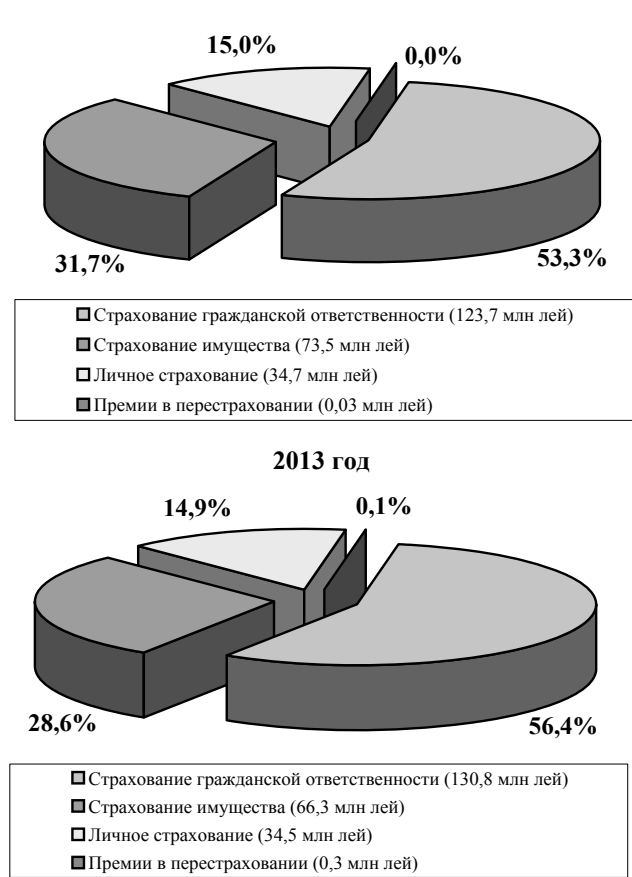 15,0%
0,0%
31,7%
53,3%
Страхование гражданской ответственности (123,7 млн лей)
Страхование имущества (73,5 млн лей)
Личное страхование (34,7 млн лей)
Премии в перестраховании (0,03 млн лей)
2013 год
14,9%
0,1%
28,6%
56,4%
Страхование гражданской ответственности (130,8 млн лей)
Страхование имущества (66,3 млн лей)
Личное страхование (34,5 млн лей)
Премии в перестраховании (0,3 млн лей)